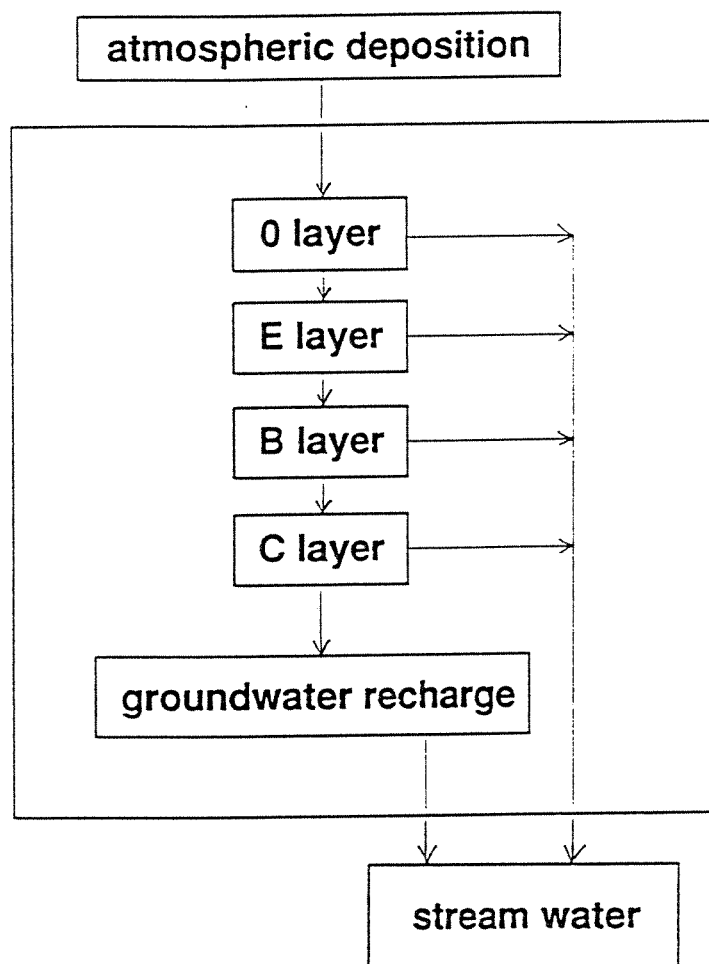 atmospheric deposition
0 layer
E layer
B layer
C layer
groundwater recharge
stream water